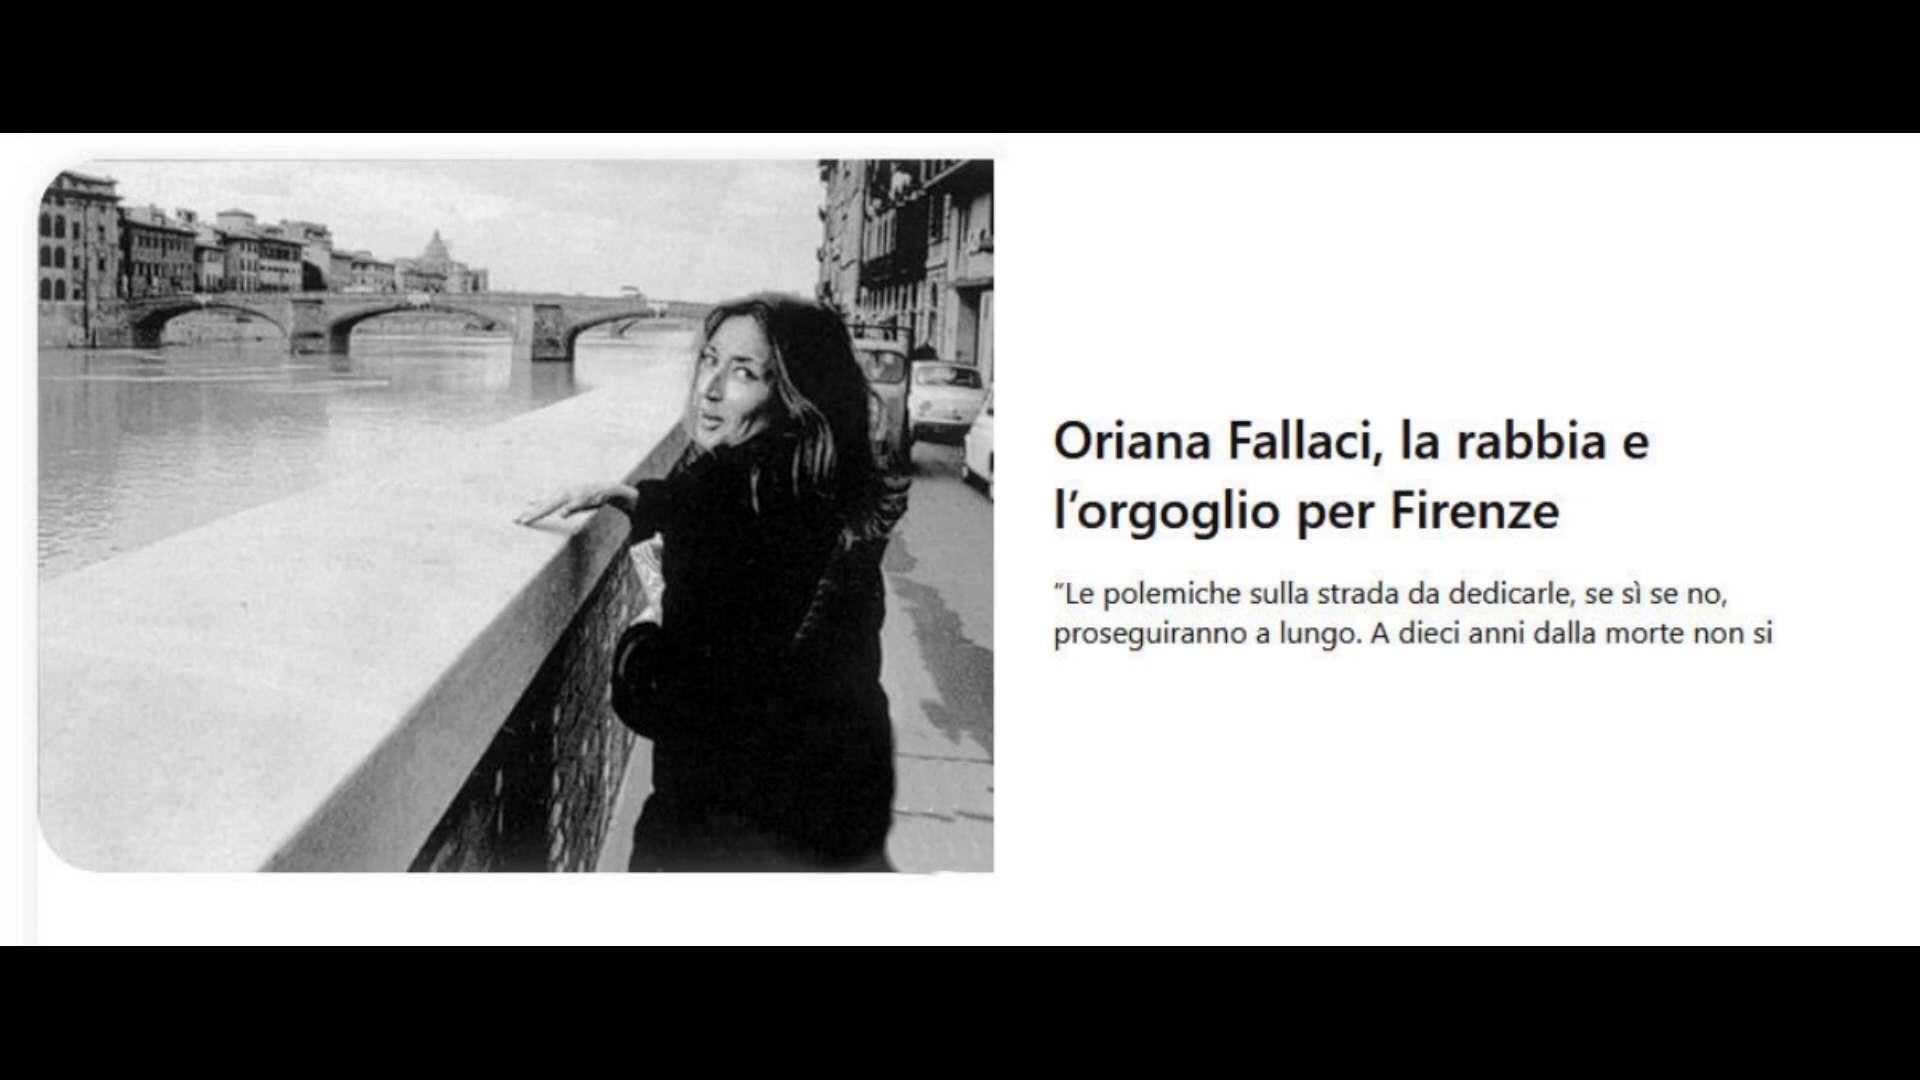 Oriana Fallaci, la rabbia e
l’orgoglio per Firenze
“Le polemiche sulla strada da dedicarle, se sì se no,
proseguiranno a lungo. A dieci anni dalla morte non si